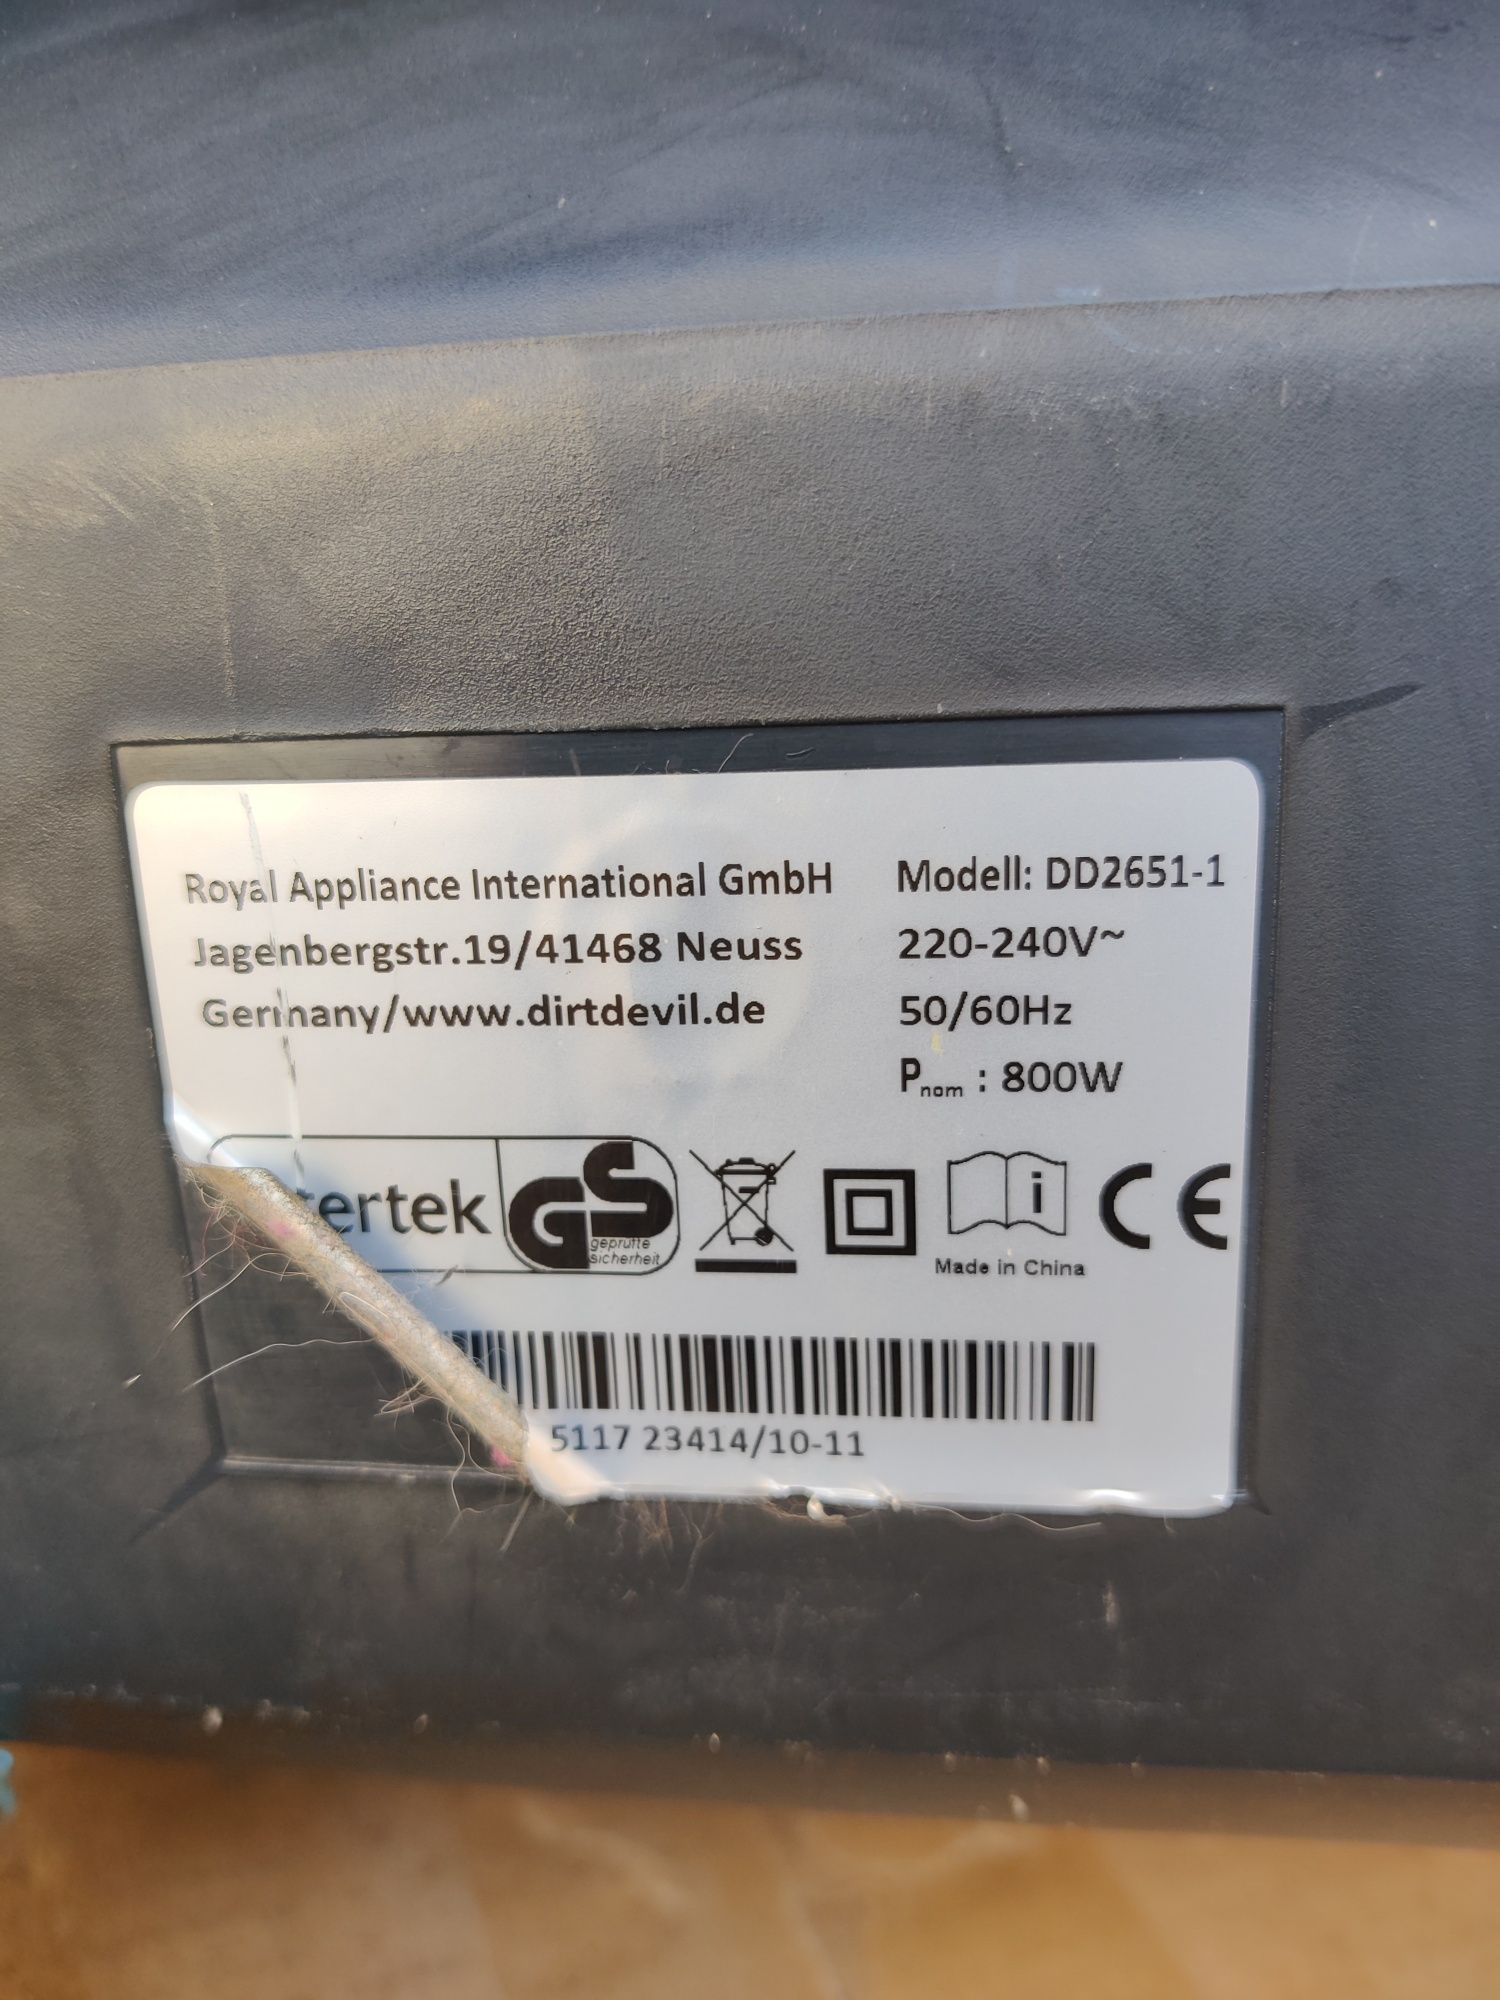 Royal Appliance International GmbH
Jagenbergstr.19/41468 Neuss
Germany/www.dirtdevil.de
Modell: DD2651-1
220-240V~
50/60Hz
Pnom : 800W
tertek
GS
geprüfte
sicherheit
i
Made in China
CE
5117 23414/10-11